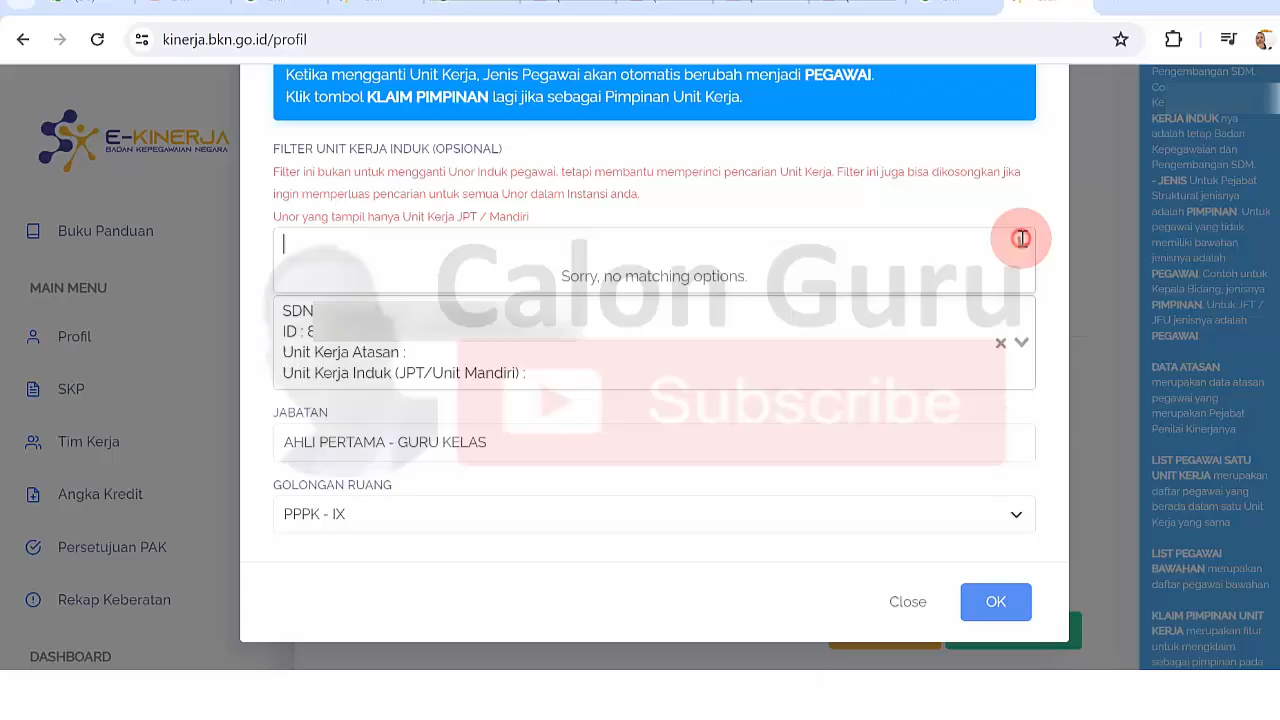 kinerja.bkn.go.id/profil
Ketika mengganti Unit Kerja, Jenis Pegawai akan otomatis berubah menjadi PEGAWAI.
Klik tombol KLAIM PIMPINAN lagi jika sebagai Pimpinan Unit Kerja.
E-KINERJA
BADAN KEPEGAWAIAN NEGARA
Buku Panduan
MAIN MENU
Profil
SKP
Tim Kerja
Angka Kredit
Persetujuan PAK
Rekap Keberatan
DASHBOARD
FILTER UNIT KERJA INDUK (OPSIONAL)
Filter ini bukan untuk mengganti Unor Induk pegawai, tetapi membantu memperinci pencarian Unit Kerja. Filter ini juga bisa dikosongkan jika
ingin memperluas pencarian untuk semua Unor dalam Instansi anda.
Unor yang tampil hanya Unit Kerja JPT / Mandiri
Sorry, no matching options.
Calon Guru
Subscribe
SDN
ID : 8
Unit Kerja Atasan :
Unit Kerja Induk (JPT/Unit Mandiri) :
JABATAN
AHLI PERTAMA - GURU KELAS
GOLONGAN RUANG
PPPK - IX
Close
OK
Pengembangan SDM.
Co
Ke
KERJA INDUK nya
adalah tetap Badan
Kepegawaian dan
Pengembangan SDM.
- JENIS Untuk Pejabat
Struktural jenisnya
adalah PIMPINAN. Untuk
pegawai yang tidak
memiliki bawahan
jenisnya adalah
PEGAWAI. Contoh untuk
Kepala Bidang, jenisnya
PIMPINAN. Untuk JFT /
JFU jenisnya adalah
PEGAWAI
DATA ATASAN
merupakan data atasan
pegawai yang
merupakan Pejabat
Penilai Kinerjanya
LIST PEGAWAI SATU
UNIT KERJA merupakan
daftar pegawai yang
berada dalam satu Unit
Kerja yang sama
LIST PEGAWAI
BAWAHAN merupakan
daftar pegawai bawahan
KLAIM PIMPINAN UNIT
KERJA merupakan fitur
untuk mengklaim
sebagai pimpinan pada